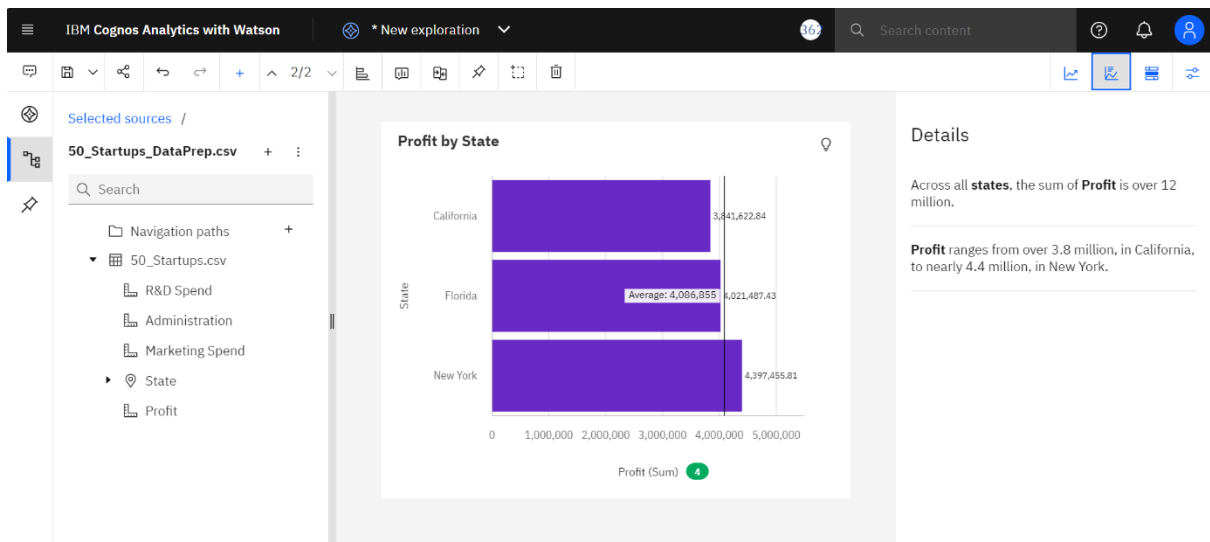 IBM Cognos Analytics with Watson
* New exploration
362
Search content
2/2
Selected sources /
50_Startups_DataPrep.csv
Search
Navigation paths
50_Startups.csv
R&D Spend
Administration
Marketing Spend
State
Profit
Profit by State
State
California
3,841,622.84
Florida
Average: 4,086,855
4,021,487.43
New York
4,397,455.81
0 1,000,000 2,000,000 3,000,000 4,000,000 5,000,000
Profit (Sum) 4
Details
Across all states, the sum of Profit is over 12
million.
Profit ranges from over 3.8 million, in California,
to nearly 4.4 million, in New York.